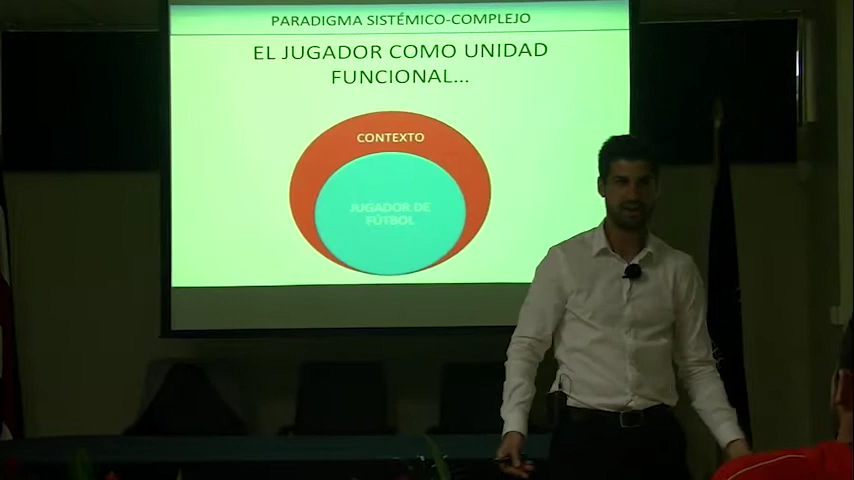 PARADIGMA SISTÉMICO-COMPLEJO
EL JUGADOR COMO UNIDAD
FUNCIONAL...
CONTEXTO
JUGADOR DE
FÚTBOL